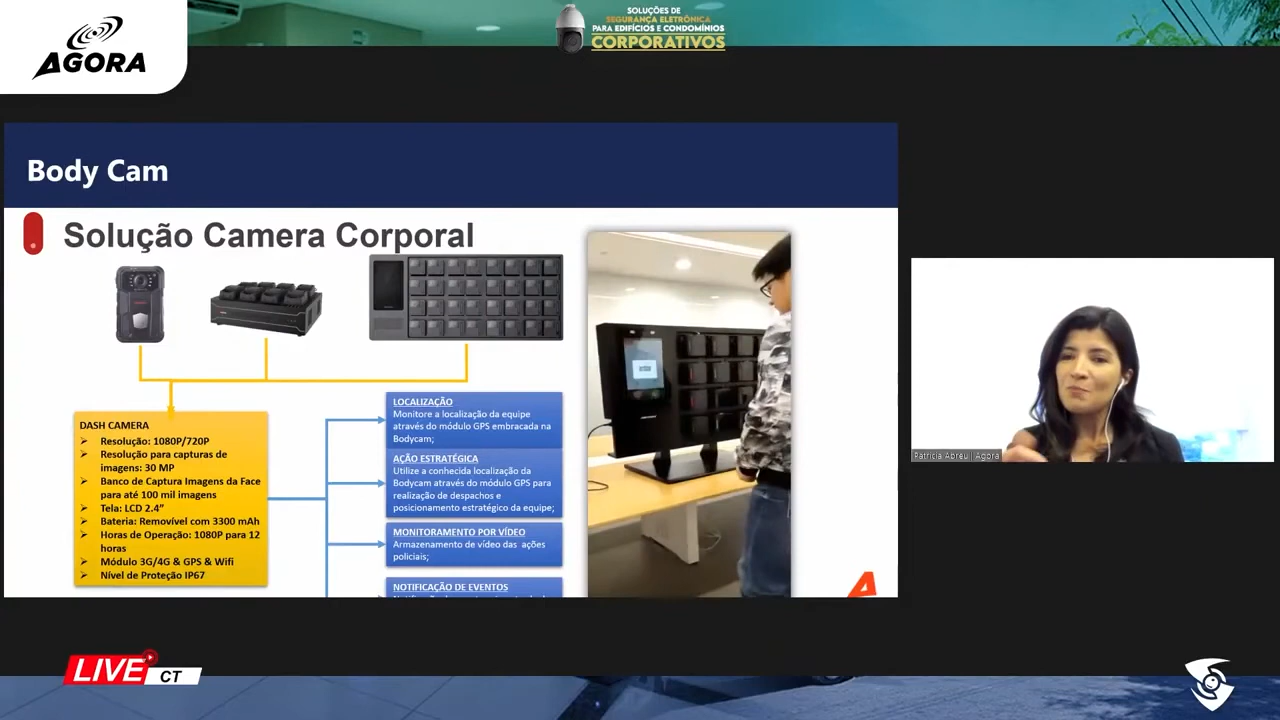 AGORA
SOLUÇÕES DE
SEGURANÇA ELETRÔNICA
PARA EDIFÍCIOS E CONDOMÍNIOS
CORPORATIVOS
Body Cam
Solução Camera Corporal
DASH CAMERA
Resolução: 1080P/720P
Resolução para capturas de
imagens: 30 MP
Banco de Captura Imagens da Face
para até 100 mil imagens
Tela: LCD 2.4”
Bateria: Removível com 3300 mAh
Horas de Operação: 1080P para 12
horas
Módulo 3G/4G & GPS & Wifi
Nível de Proteção IP67
LOCALIZAÇÃO
Monitore a localização da equipe
através do módulo GPS embracada na
Bodycam;
AÇÃO ESTRATÉGICA
Utilize a conhecida localização da
Bodycam através do módulo GPS para
realização de despachos e
posicionamento estratégico da equipe;
MONITORAMENTO POR VÍDEO
Armazenamento de vídeo das ações
policiais;
NOTIFICAÇÃO DE EVENTOS
Patricia Abreu | Agora
LIVE
CT